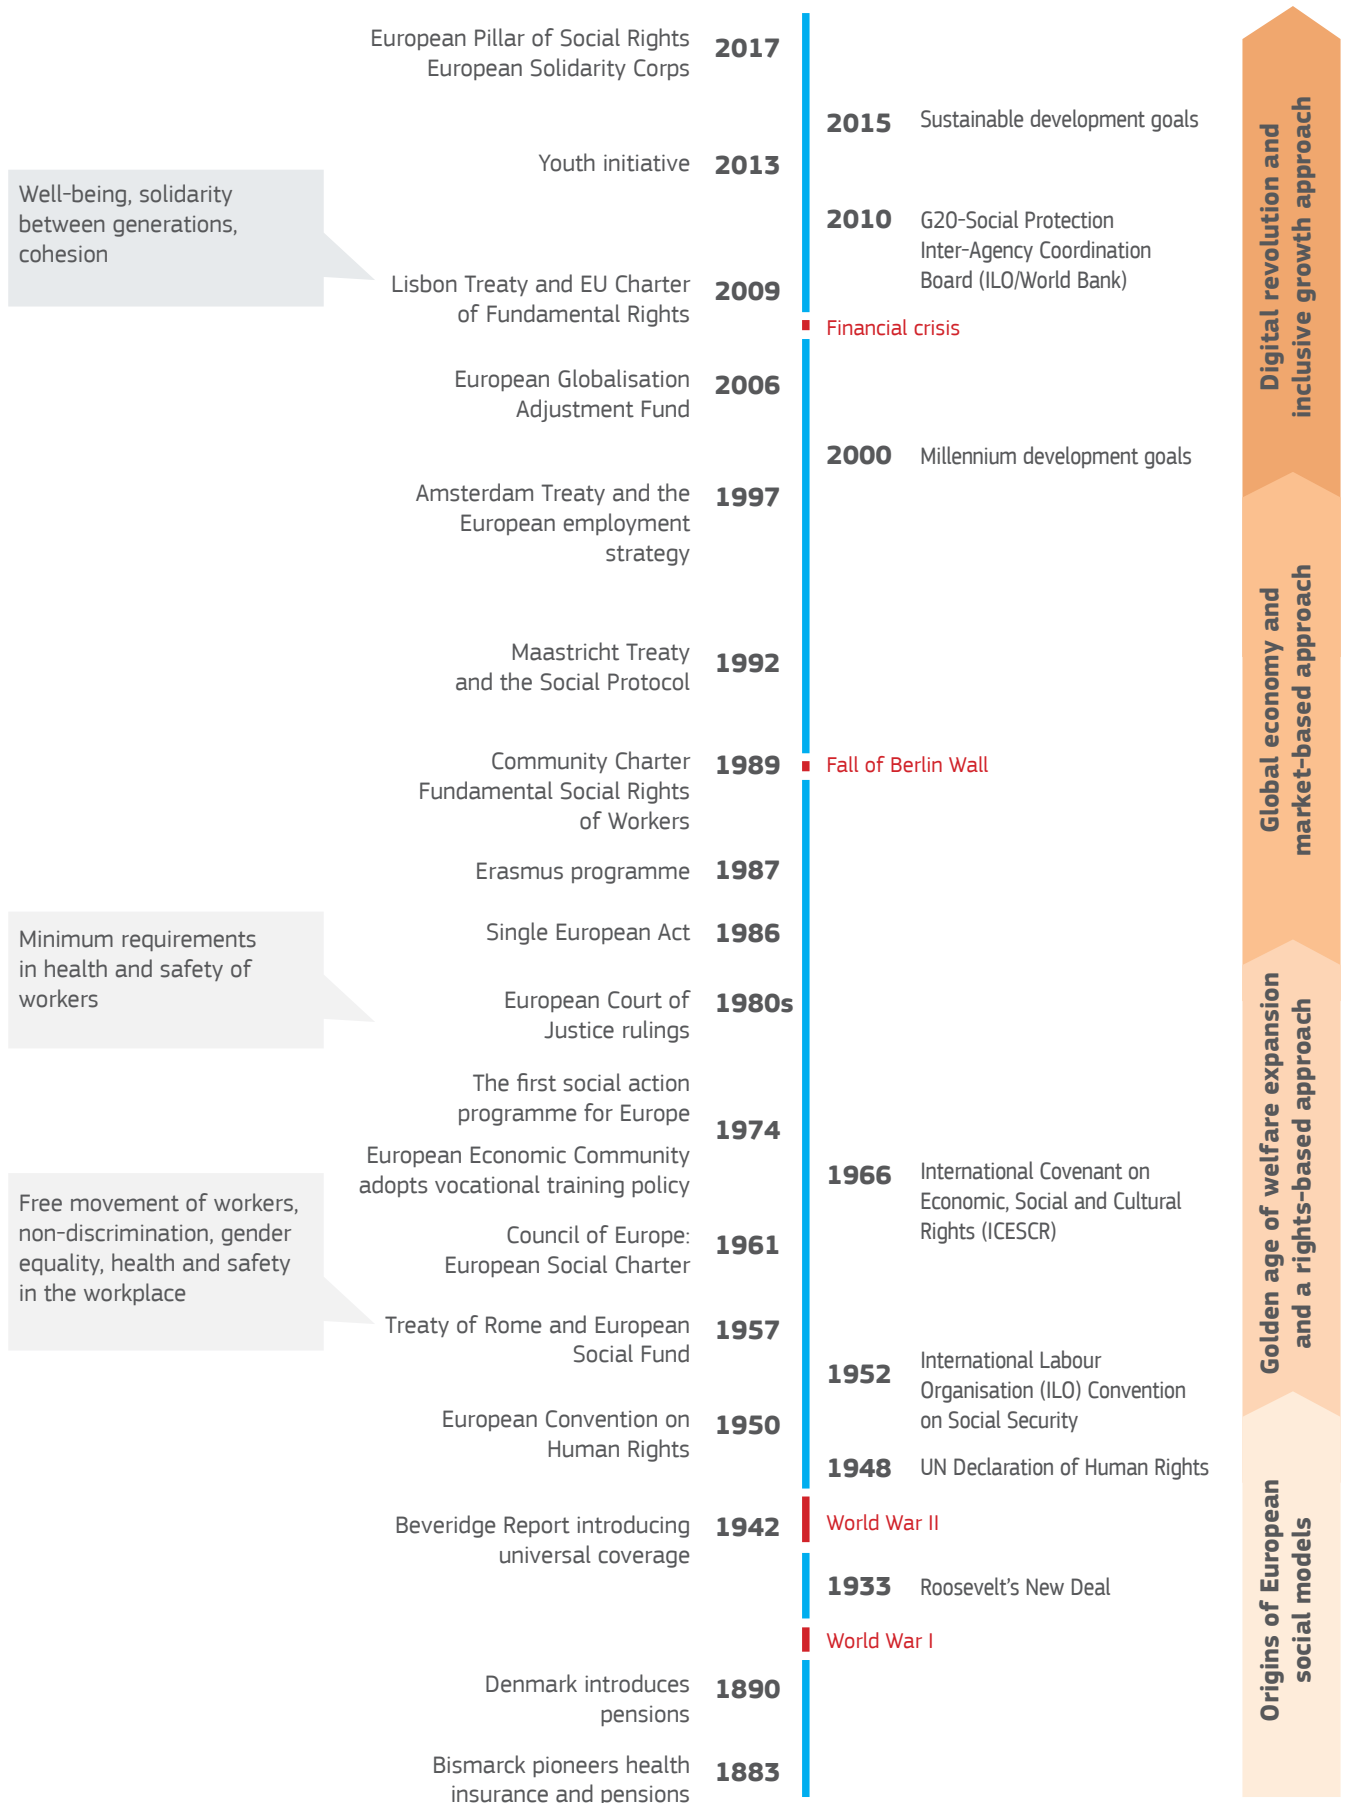 European Pillar of Social Rights
European Solidarity Corps
2017
2015
Sustainable development goals
Youth initiative
2013
Well-being, solidarity
between generations,
cohesion
2010
G20-Social Protection
Inter-Agency Coordination
Board (ILO/World Bank)
Lisbon Treaty and EU Charter
of Fundamental Rights
2009
Financial crisis
European Globalisation
Adjustment Fund
2006
2000
Millennium development goals
Amsterdam Treaty and the
European employment
strategy
1997
Maastricht Treaty
and the Social Protocol
1992
Community Charter
Fundamental Social Rights
of Workers
1989
Fall of Berlin Wall
Erasmus programme
1987
Single European Act
1986
Minimum requirements
in health and safety of
workers
European Court of
Justice rulings
1980s
The first social action
programme for Europe
1974
European Economic Community
adopts vocational training policy
1966
International Covenant on
Economic, Social and Cultural
Rights (ICESCR)
Free movement of workers,
non-discrimination, gender
equality, health and safety
in the workplace
Council of Europe:
European Social Charter
1961
Treaty of Rome and European
Social Fund
1957
1952
International Labour
Organisation (ILO) Convention
on Social Security
European Convention on
Human Rights
1950
1948
UN Declaration of Human Rights
Beveridge Report introducing
universal coverage
1942
World War II
1933
Roosevelt's New Deal
World War I
Denmark introduces
pensions
1890
Bismarck pioneers health
insurance and pensions
1883
Digital revolution and
inclusive growth approach
Global economy and
market-based approach
Golden age of welfare expansion
and a rights-based approach
Origins of European
social models